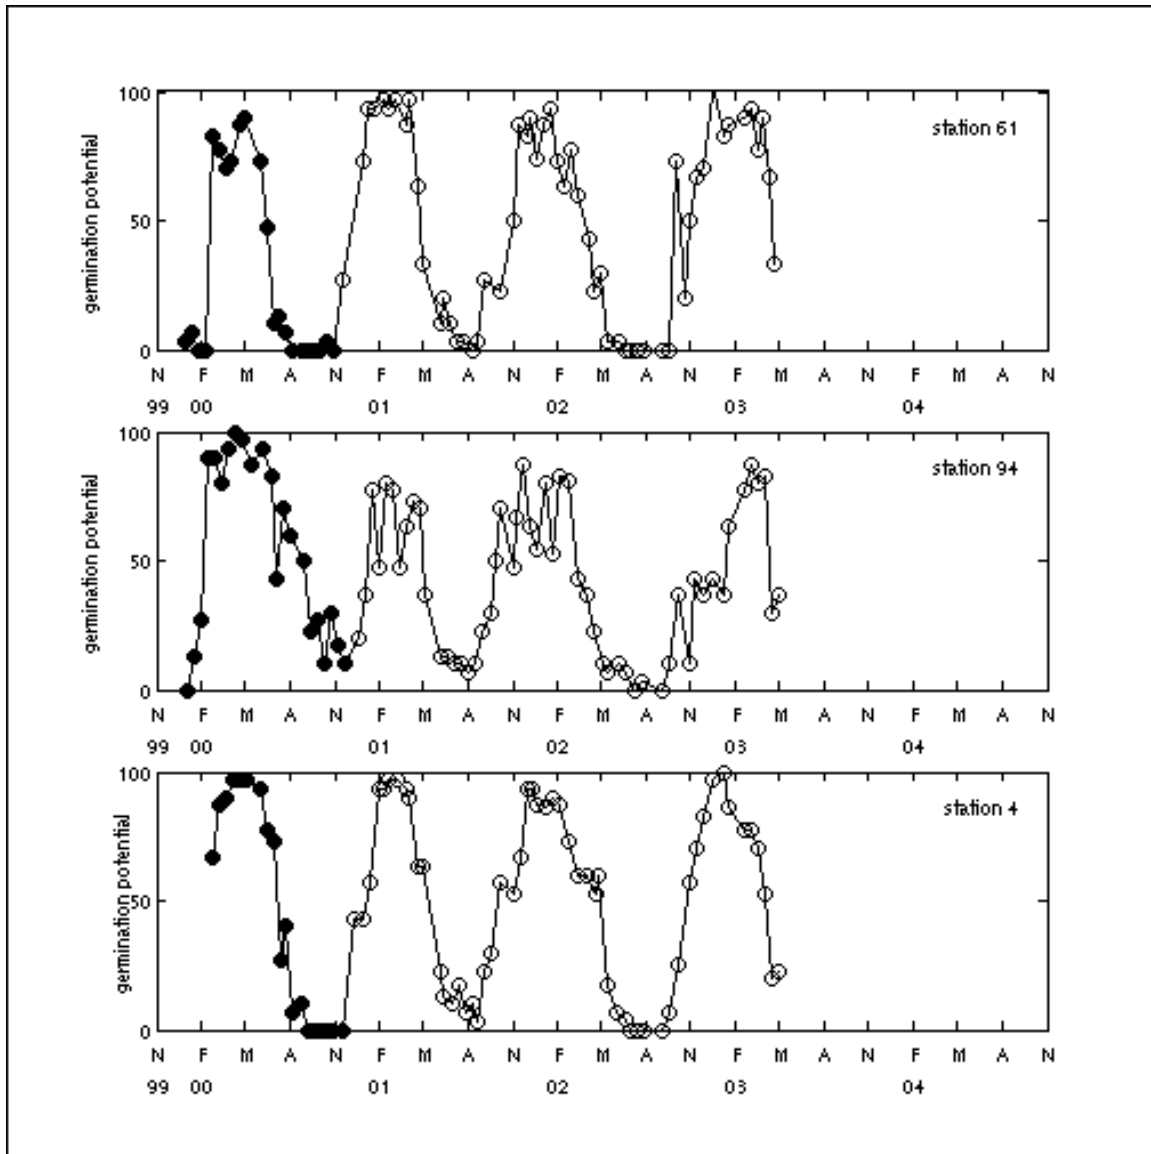 100
station 61
germination potential
50
0
N F M A N F M A N F M A N F M A N F M A N
99 00 01 02 03 04
100
station 94
germination potential
50
0
N F M A N F M A N F M A N F M A N F M A N
99 00 01 02 03 04
100
station 4
germination potential
50
0
N F M A N F M A N F M A N F M A N F M A N
99 00 01 02 03 04